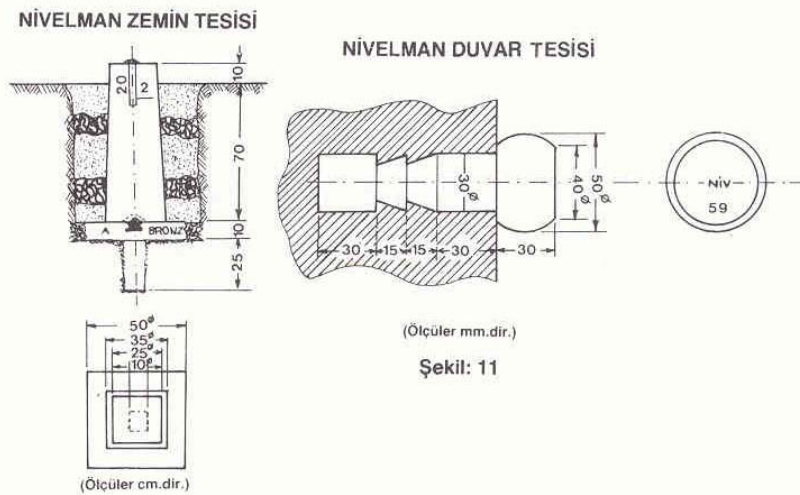 NİVELMAN ZEMİN TESİSİ
10
20
2
70
A BRONZ
10
25
50ø
35ø
25ø
10ø
(Ölçüler cm.dir.)
NİVELMAN DUVAR TESİSİ
30ø
40ø
50ø
30 15 15 30 30
NİV
59
(Ölçüler mm.dir.)
Şekil: 11